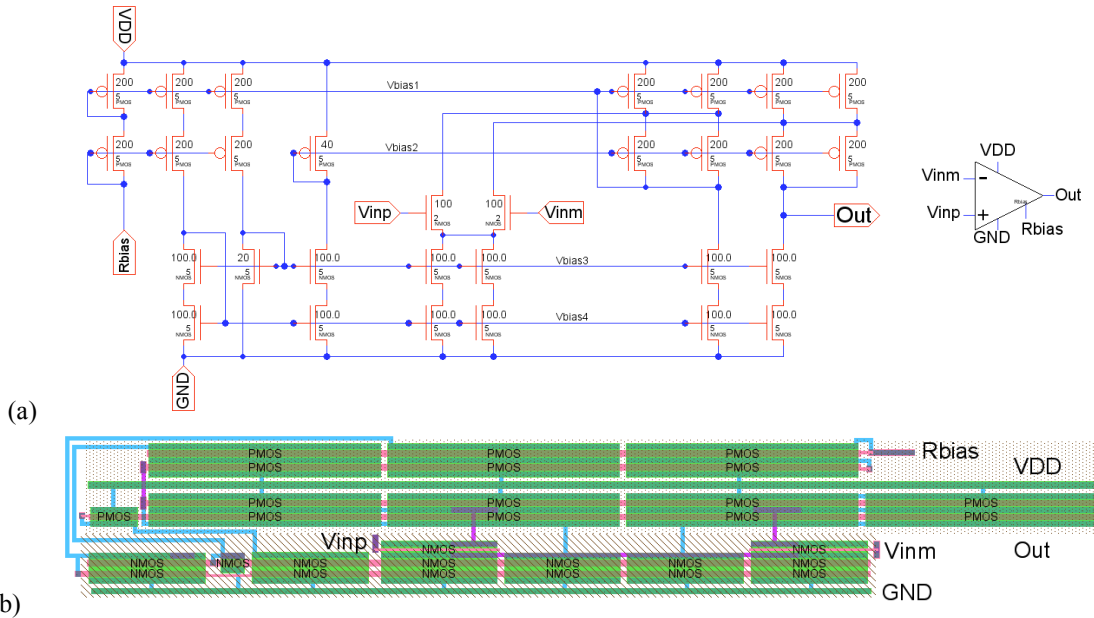 VDD
200 200 200 200 200 200 200
5 5 5 5 5 5 5
PMOS PMOS PMOS PMOS PMOS PMOS PMOS
Vbias1
200 200 200 40 200 200 200 200
5 5 5 5 5 5 5 5
PMOS PMOS PMOS PMOS PMOS PMOS PMOS PMOS
Vbias2
VDD
Vinm
-
Out
Vinp
+
Rbias
GND
Rbias
Vinp
100 100
2 2
NMOS NMOS
Vinm
Out
Rbias
100.0 20 100.0 100.0 100.0 100.0 100.0
5 5 5 5 5 5 5
NMOS NMOS NMOS NMOS NMOS NMOS NMOS
Vbias3
100.0 100.0 100.0 100.0 100.0 100.0
5 5 5 5 5 5
NMOS NMOS NMOS NMOS NMOS NMOS
Vbias4
GND
(a)
PMOS PMOS PMOS
PMOS PMOS PMOS
Rbias
VDD
PMOS PMOS PMOS PMOS
PMOS PMOS PMOS PMOS PMOS
Vinp
NMOS NMOS
Vinm
Out
NMOS NMOS NMOS NMOS NMOS NMOS NMOS
NMOS NMOS NMOS NMOS NMOS NMOS
GND
b)